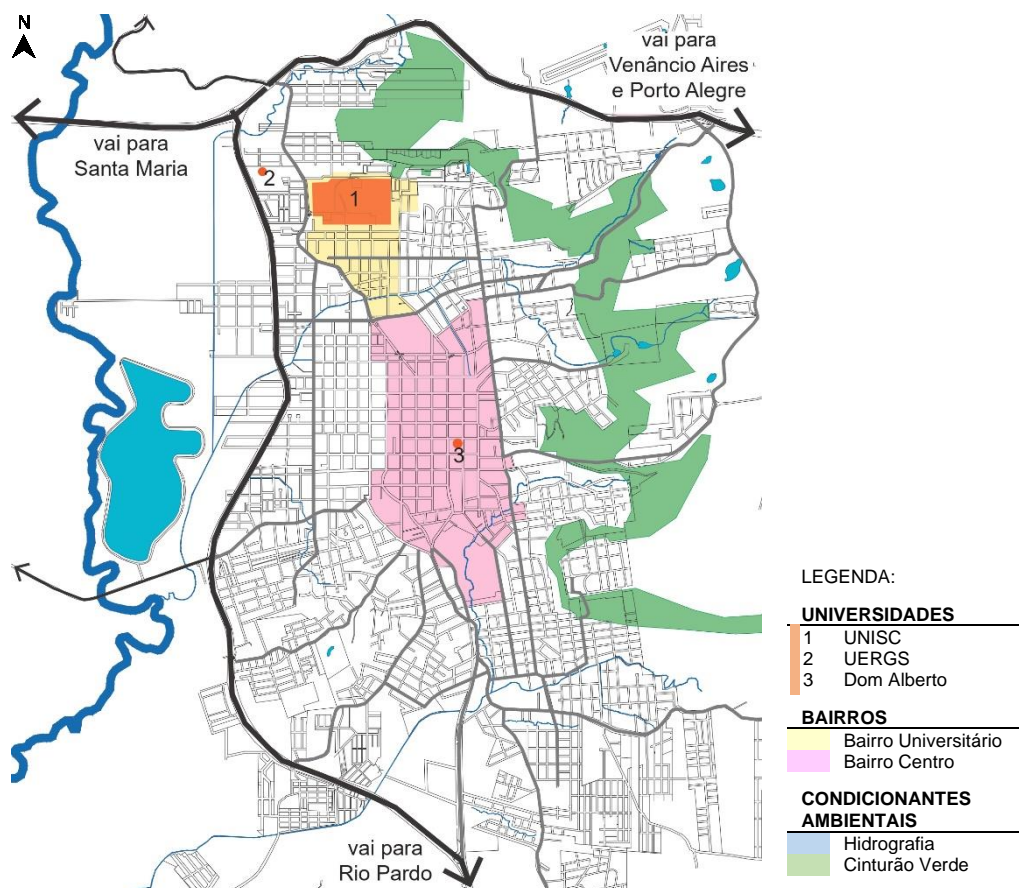 N
vai para
Venâncio Aires
e Porto Alegre
vai para
Santa Maria
2
1
3
vai para
Rio Pardo
LEGENDA:
UNIVERSIDADES
1 UNISC
2 UERGS
3 Dom Alberto
BAIRROS
Bairro Universitário
Bairro Centro
CONDICIONANTES
AMBIENTAIS
Hidrografia
Cinturão Verde